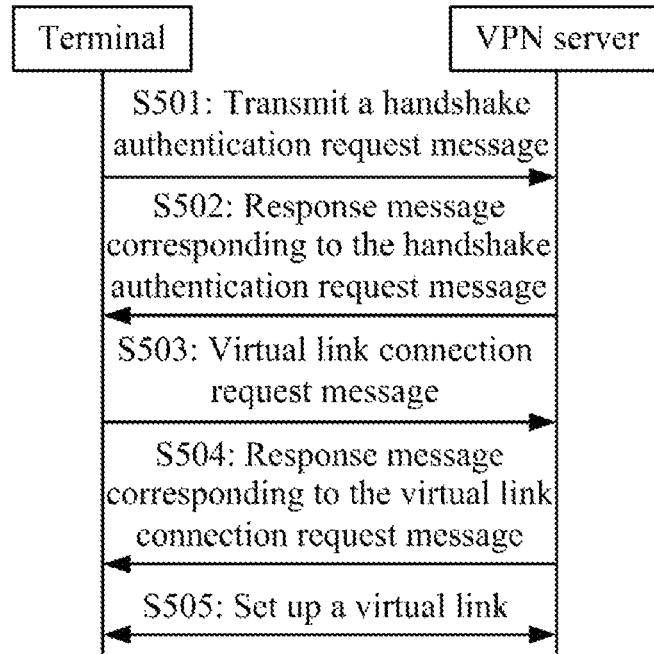 Terminal
VPN server
S501: Transmit a handshake
authentication request message
S502: Response message
corresponding to the handshake
authentication request message
S503: Virtual link connection
request message
S504: Response message
corresponding to the virtual link
connection request message
S505: Set up a virtual link